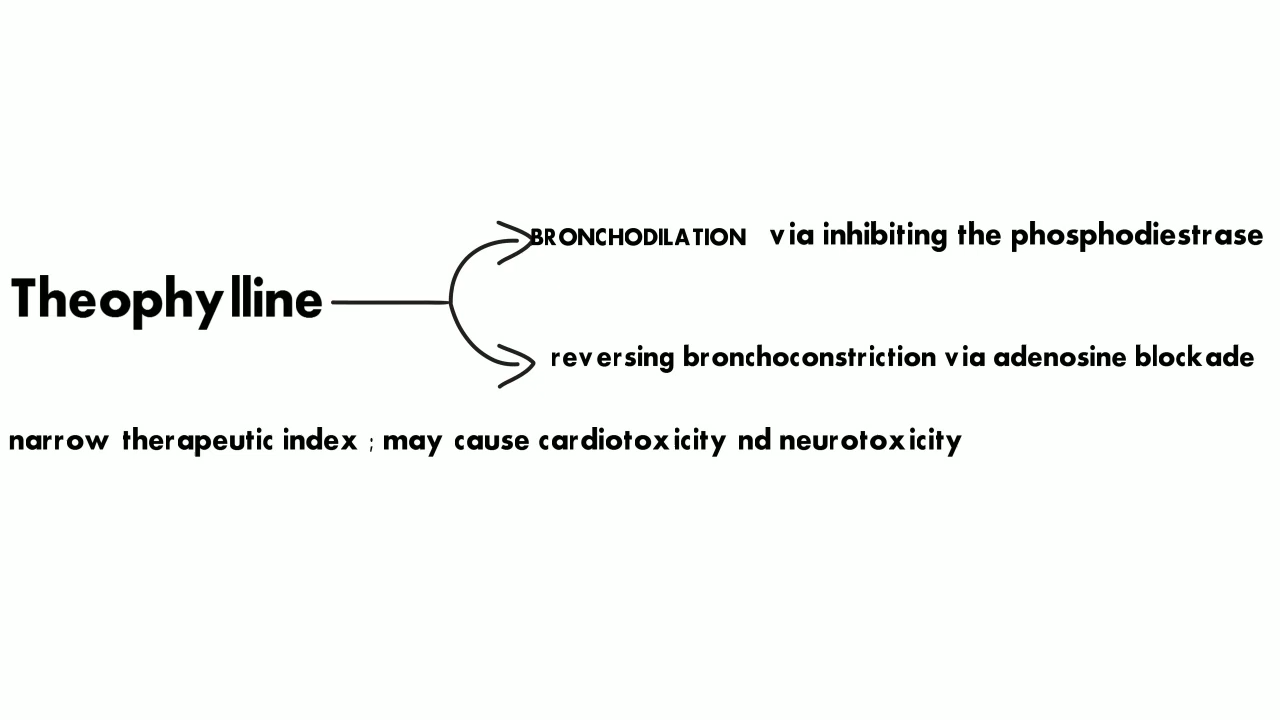 BRONCHODILATION via inhibiting the phosphodiestrase
Theophylline
reversing bronchoconstriction via adenosine blockade
narrow therapeutic index ; may cause cardiotoxicity nd neurotoxicity